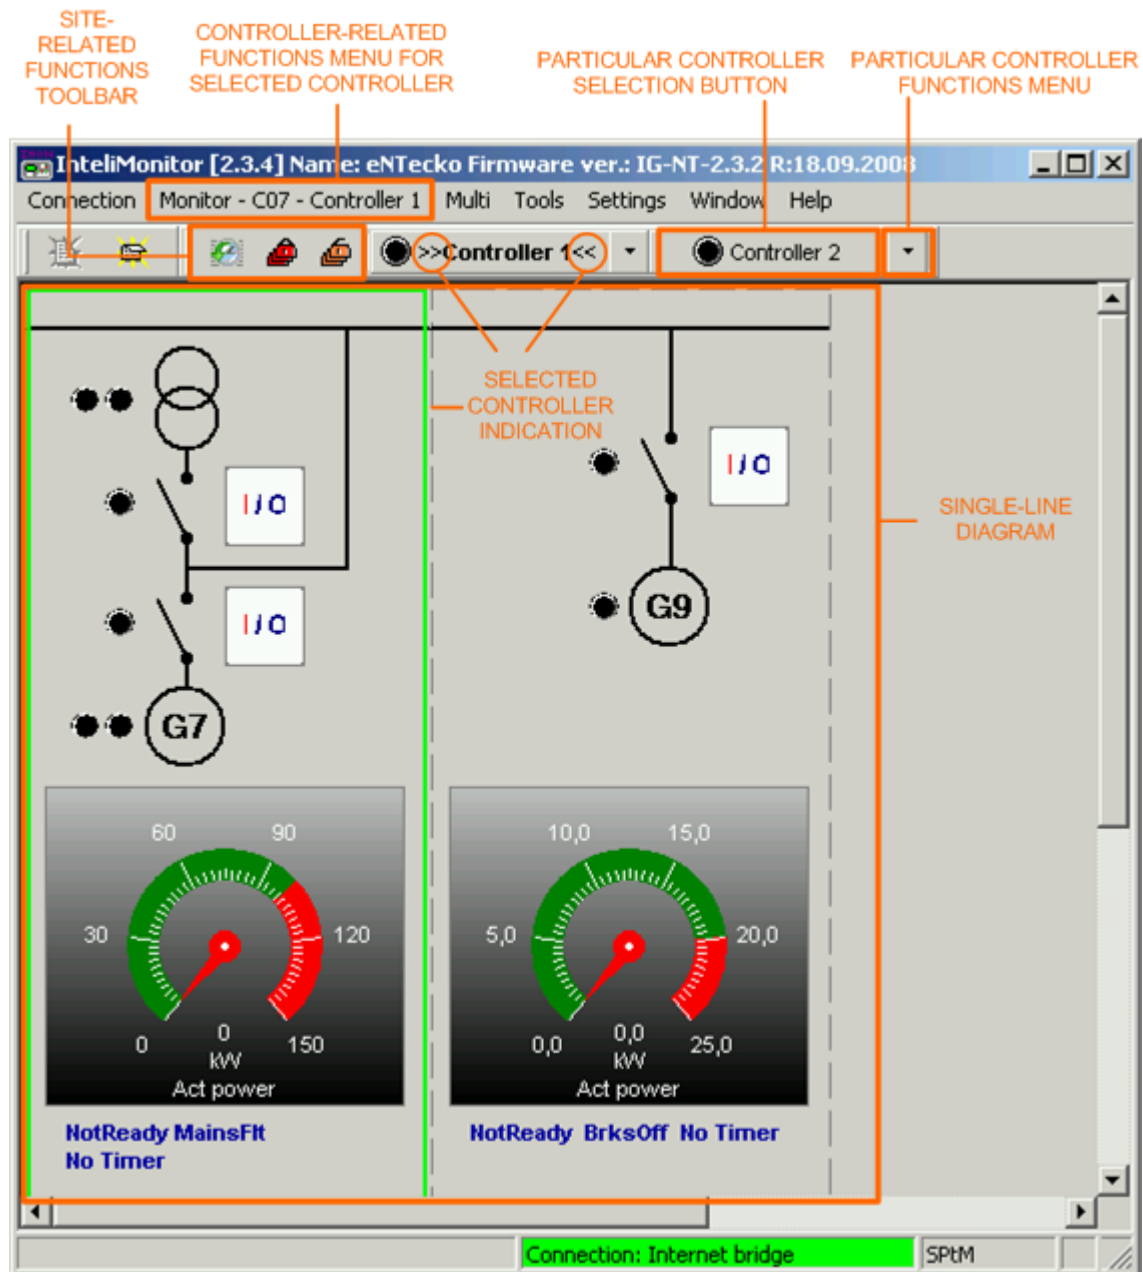 SITE-
RELATED
FUNCTIONS
TOOLBAR
CONTROLLER-RELATED
FUNCTIONS MENU FOR
SELECTED CONTROLLER
PARTICULAR CONTROLLER
SELECTION BUTTON
PARTICULAR CONTROLLER
FUNCTIONS MENU
InteliMonitor [2.3.4] Name: eNTecko Firmware ver.: IG-NT-2.3.2 R:18.09.2008
Connection Monitor - C07 - Controller 1 Multi Tools Settings Window Help
>>Controller 1<< Controller 2
SELECTED
CONTROLLER
INDICATION
I/O
I/O
I/O
G9
G7
SINGLE-LINE
DIAGRAM
60 90
30 120
0 150
0
kW
Act power
10,0 15,0
5,0 20,0
0,0 25,0
0,0
kW
Act power
NotReady MainsFlt
No Timer
NotReady BrksOff No Timer
Connection: Internet bridge SPtM